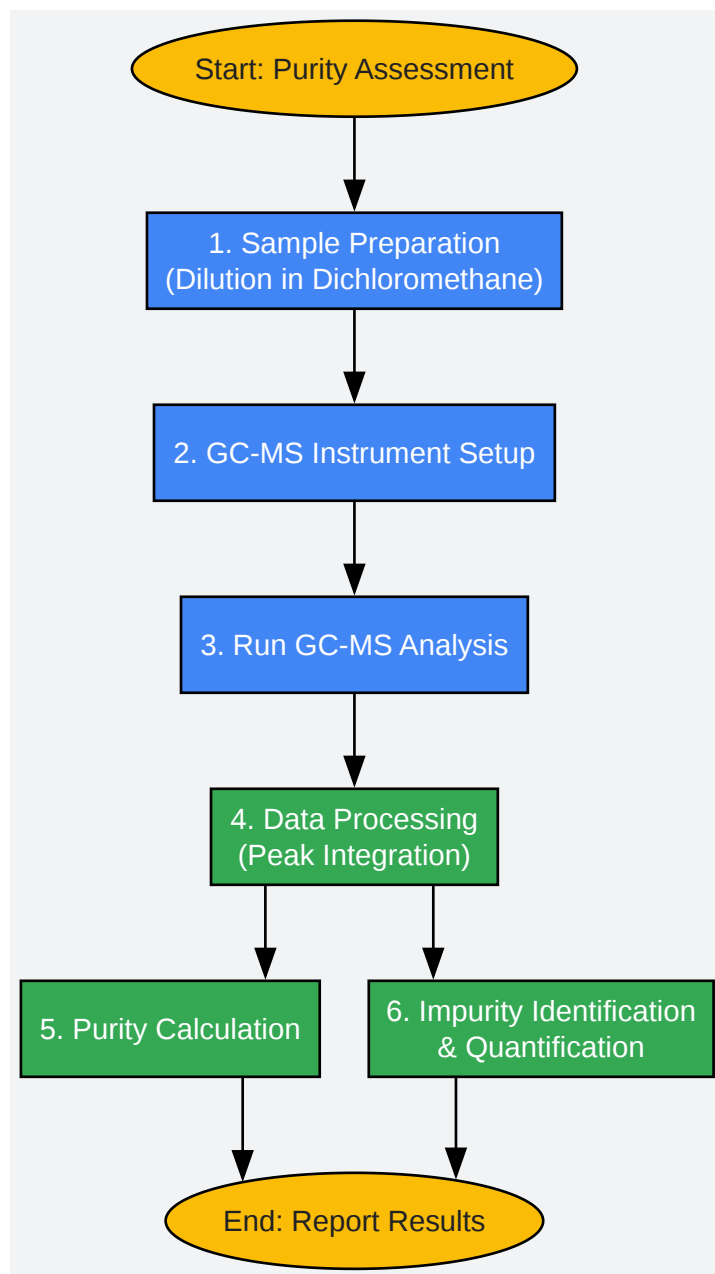 Start: Purity Assessment
1. Sample Preparation
(Dilution in Dichloromethane)
2. GC-MS Instrument Setup
3. Run GC-MS Analysis
4. Data Processing
(Peak Integration)
5. Purity Calculation
6. Impurity Identification
& Quantification
End: Report Results